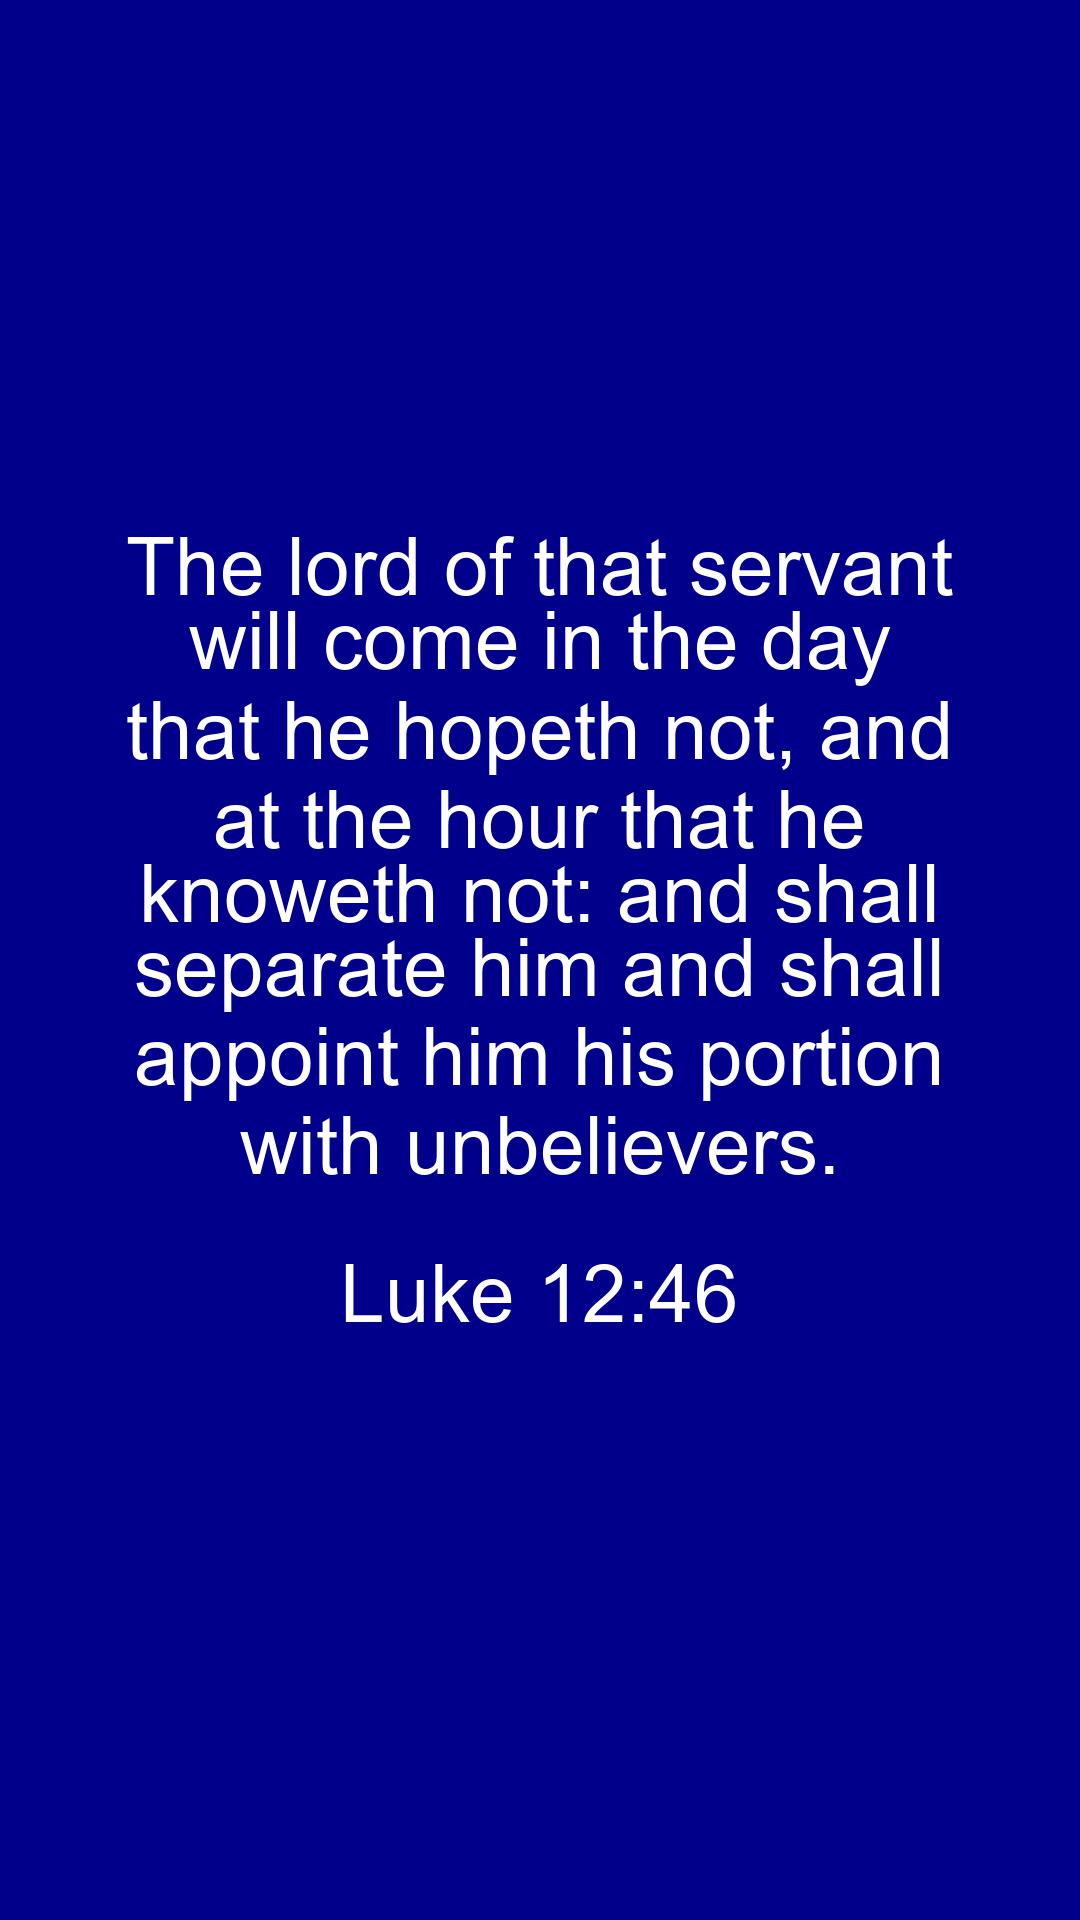 The lord of that servant
will come in the day
that he hopeth not, and
at the hour that he
knoweth not: and shall
separate him and shall
appoint him his portion
with unbelievers.
Luke 12:46